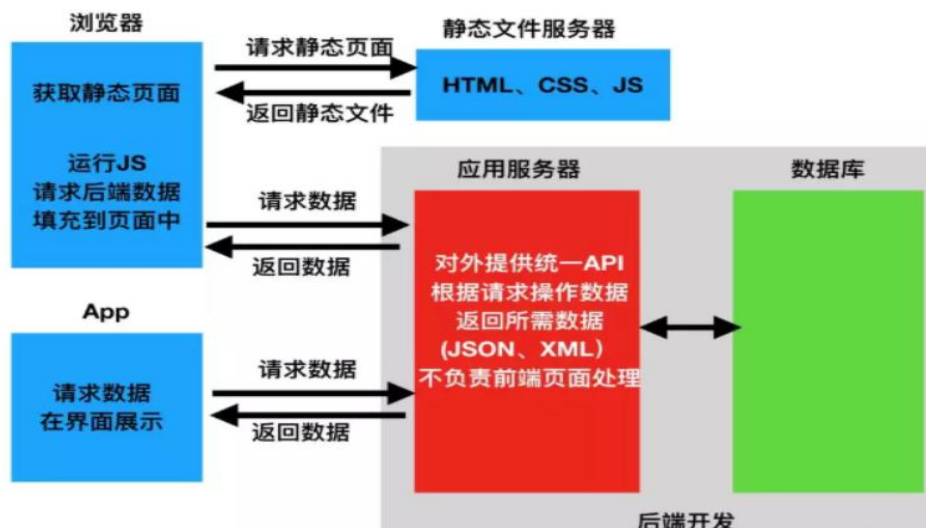 浏览器
静态文件服务器
请求静态页面
获取静态页面
HTML、CSS、JS
返回静态文件
运行JS
请求后端数据
填充到页面中
应用服务器
数据库
请求数据
返回数据
对外提供统一API
根据请求操作数据
返回所需数据
(JSON、XML）
不负责前端页面处理
App
请求数据
在界面展示
请求数据
返回数据
后端开发